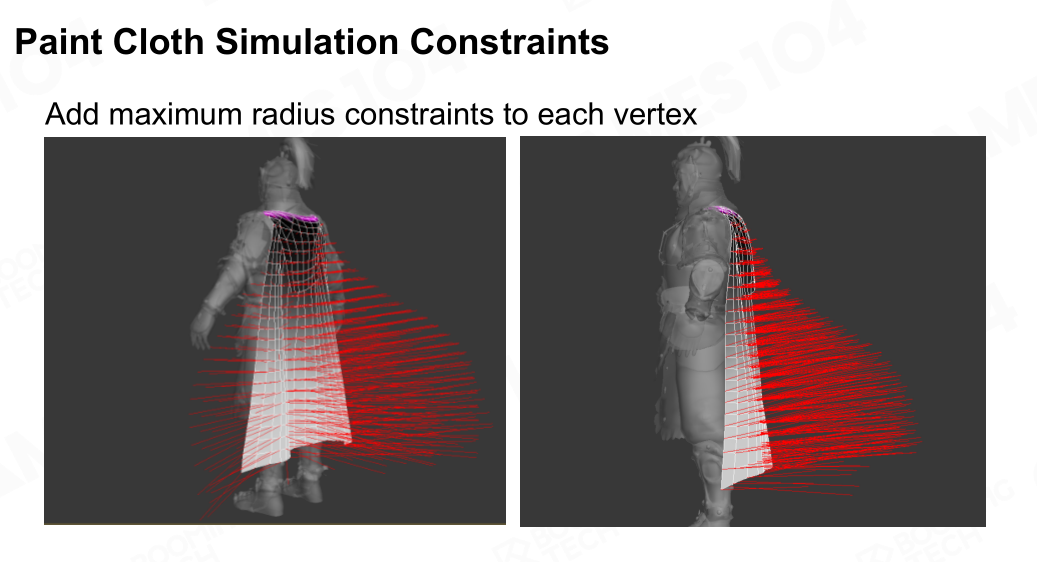 Paint Cloth Simulation Constraints
Add maximum radius constraints to each vertex